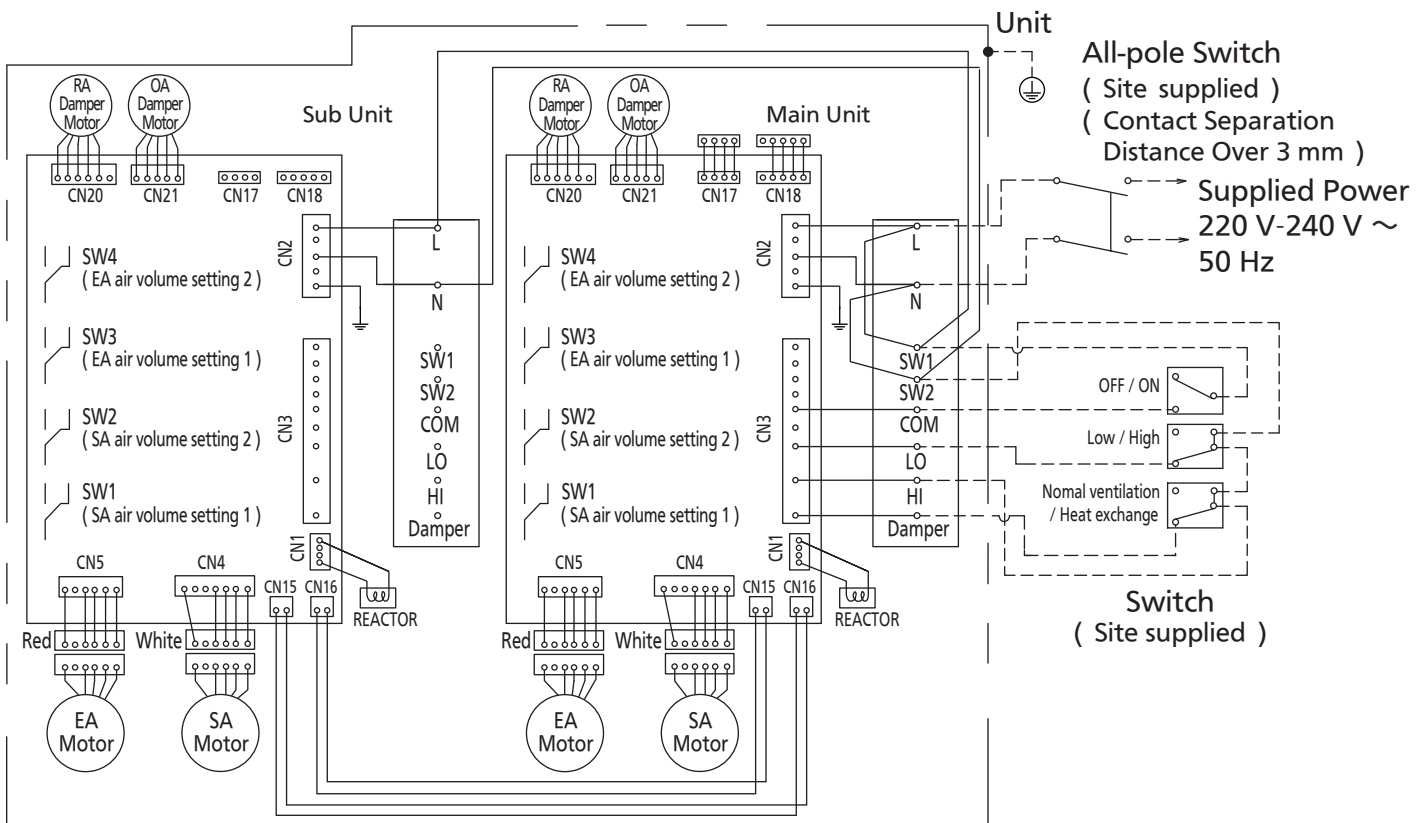 Unit
All-pole Switch
( Site supplied )
( Contact Separation
Distance Over 3 mm )
Supplied Power
220 V-240 V ～
50 Hz
Sub Unit
RA
Damper
Motor
OA
Damper
Motor
CN20
CN21
CN17
CN18
SW4
( EA air volume setting 2 )
SW3
( EA air volume setting 1 )
SW2
( SA air volume setting 2 )
SW1
( SA air volume setting 1 )
CN2
CN3
CN1
CN5
CN4
CN15
CN16
REACTOR
Red
White
EA
Motor
SA
Motor
L
N
SW1
SW2
COM
LO
HI
Damper
Main Unit
RA
Damper
Motor
OA
Damper
Motor
CN20
CN21
CN17
CN18
SW4
( EA air volume setting 2 )
SW3
( EA air volume setting 1 )
SW2
( SA air volume setting 2 )
SW1
( SA air volume setting 1 )
CN2
CN3
CN1
CN5
CN4
CN15
CN16
REACTOR
Red
White
EA
Motor
SA
Motor
L
N
SW1
SW2
COM
LO
HI
Damper
OFF / ON
Low / High
Nomal ventilation
/ Heat exchange
Switch
( Site supplied )